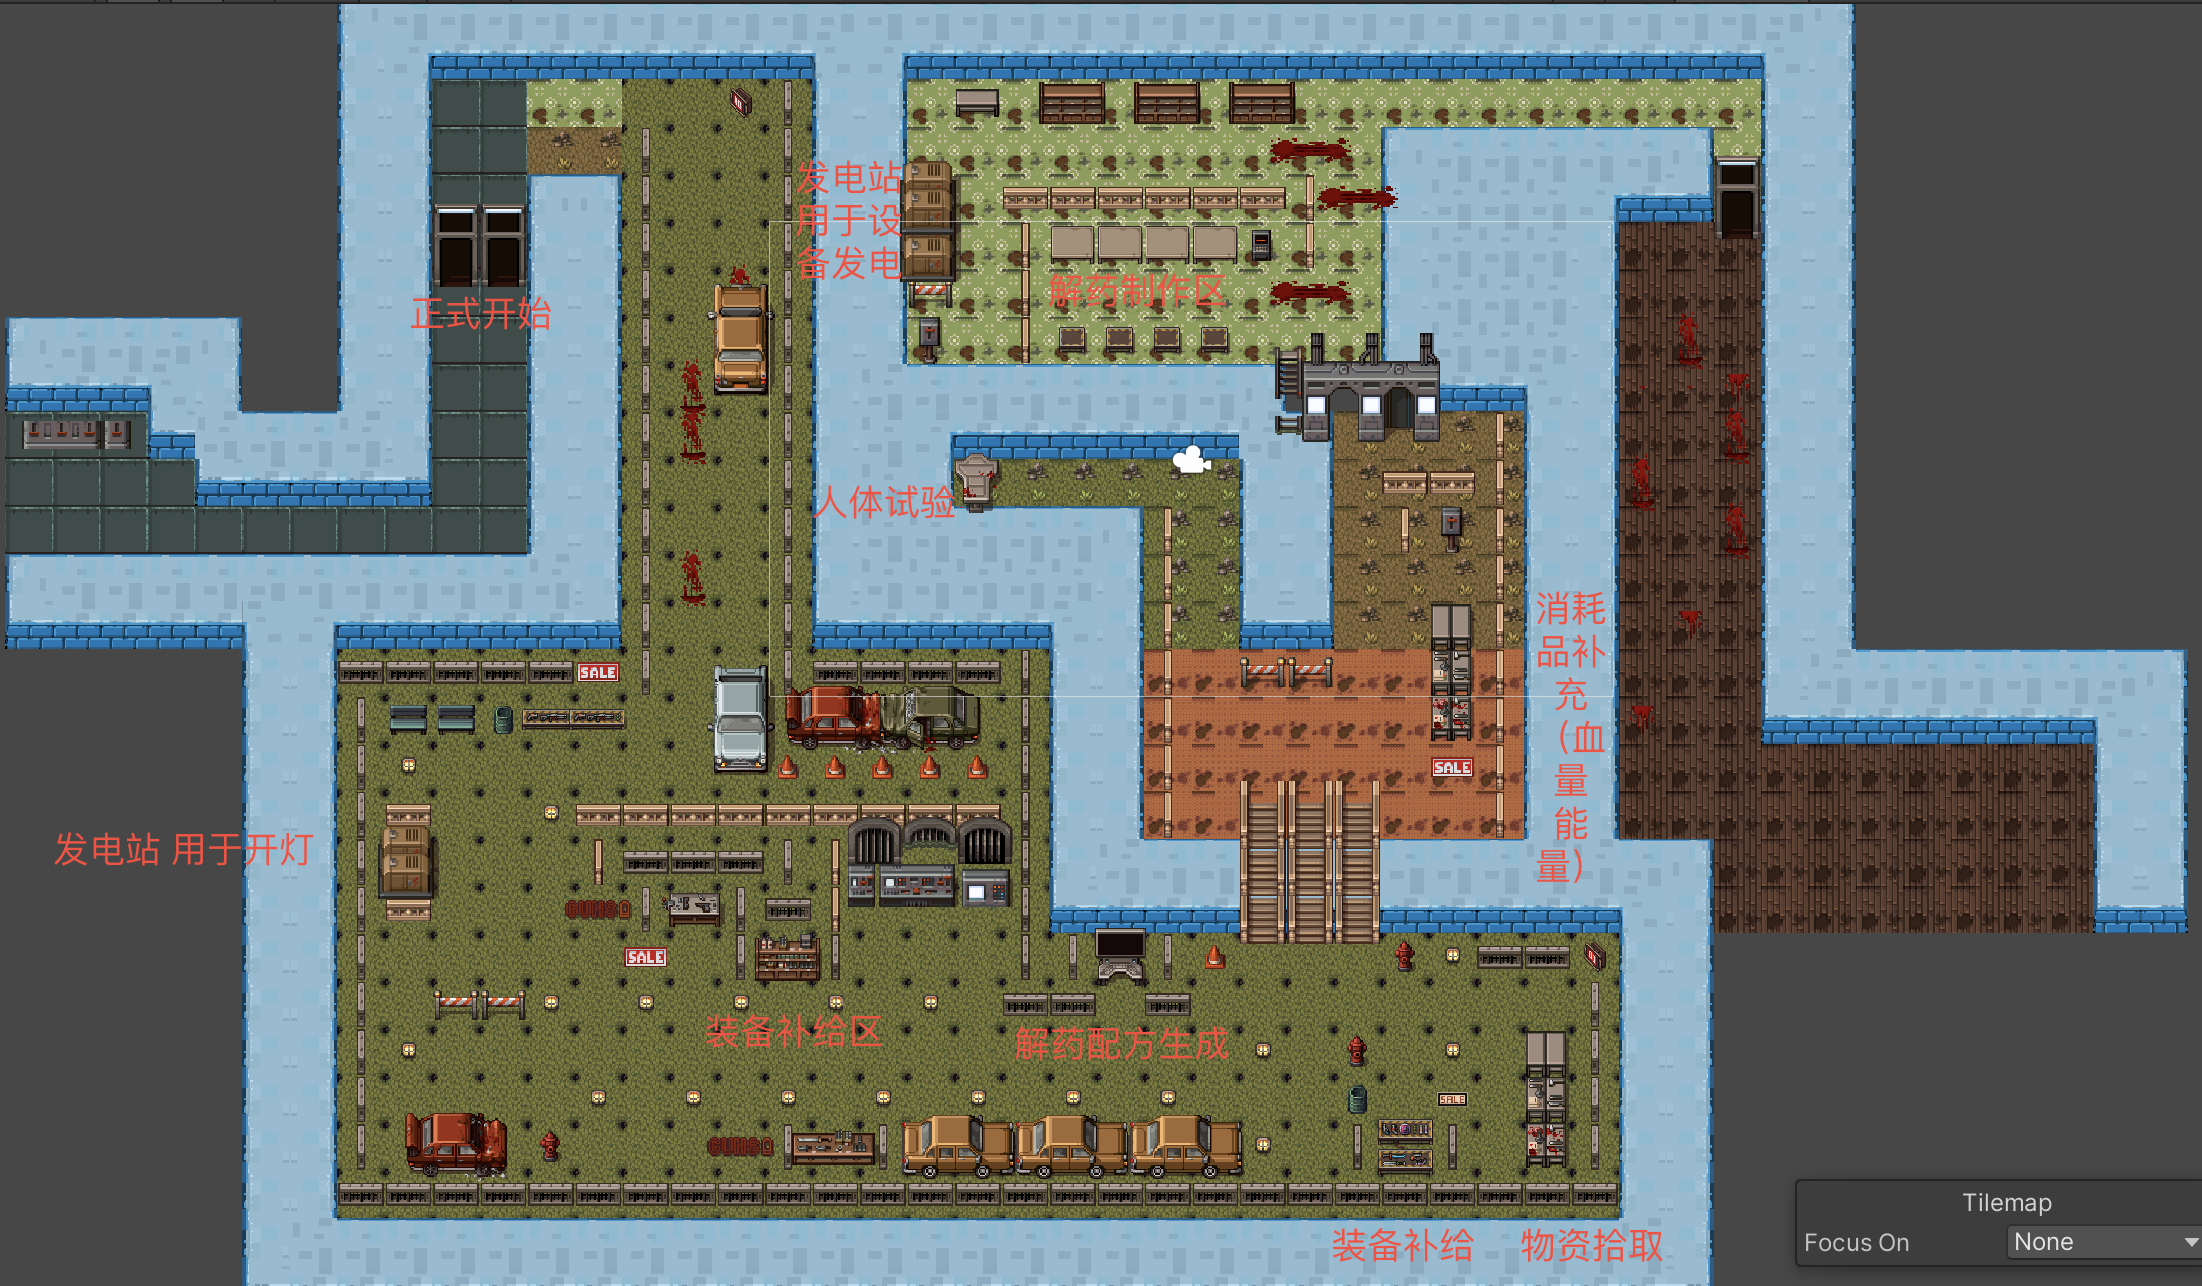 发电站
用于设
备发电
正式开始
解药制作区
人体试验
消耗
品补
充
（血
量
能
量）
SALE
SALE
发电站 用于开灯
GUNS
SALE
装备补给区
解药配方生成
SALE
GUNS
装备补给
物资拾取
Tilemap
Focus On
None